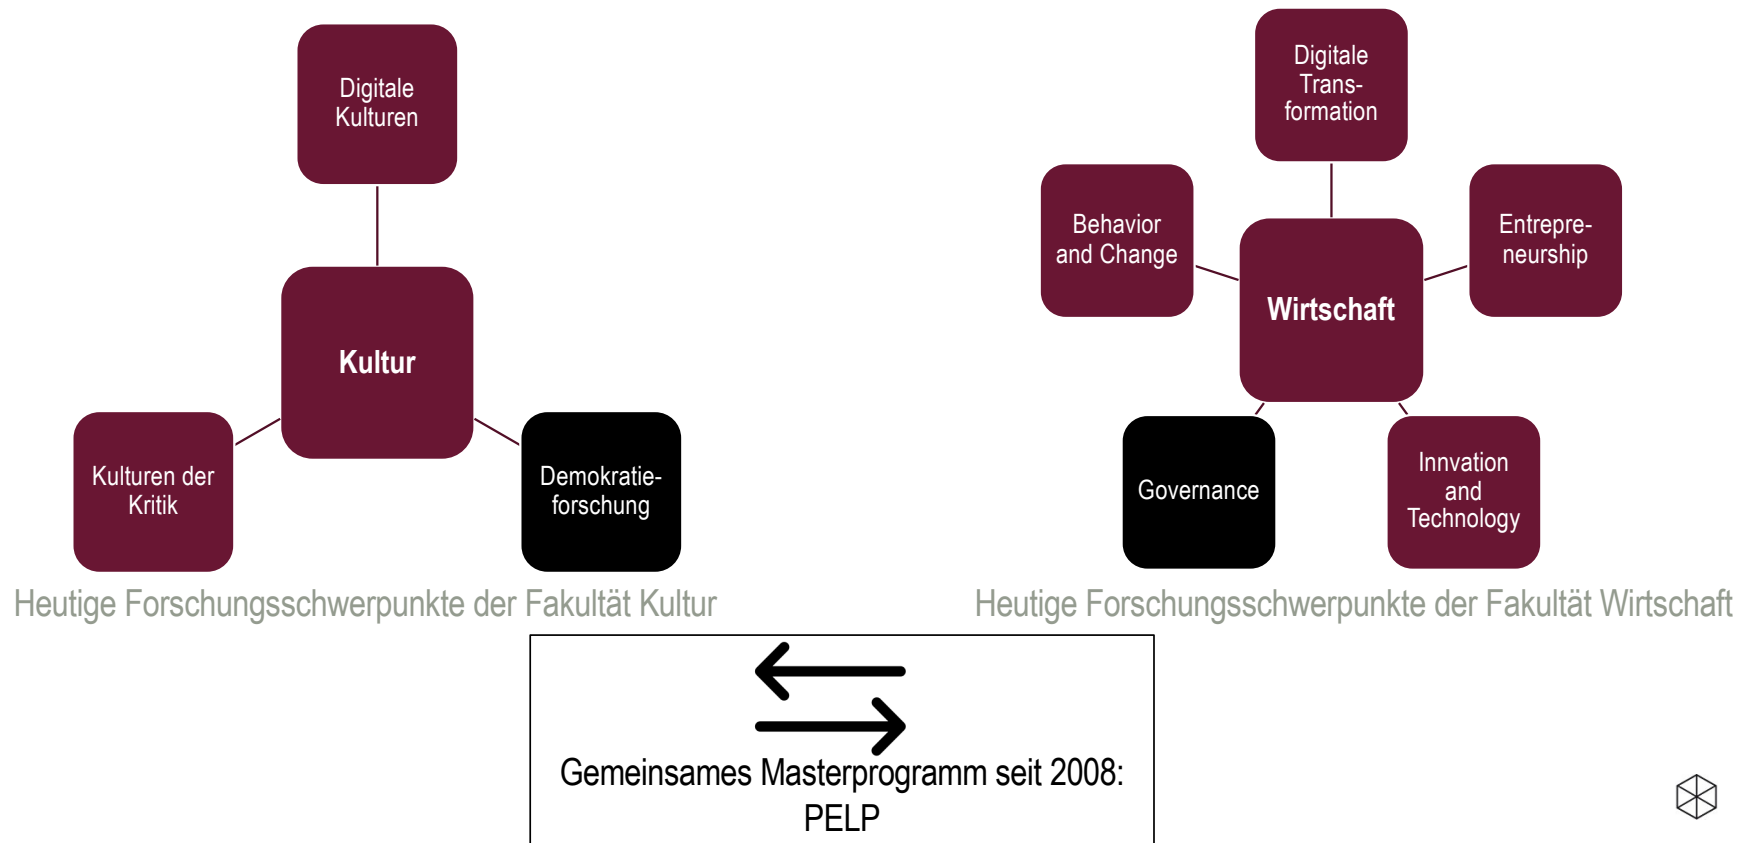 Digitale
Kulturen
Kultur
Kulturen der
Kritik
Demokratie-
forschung
Heutige Forschungsschwerpunkte der Fakultät Kultur
Digitale
Trans-
formation
Behavior
and Change
Entrepre-
neurship
Wirtschaft
Governance
Innvation
and
Technology
Heutige Forschungsschwerpunkte der Fakultät Wirtschaft
Gemeinsames Masterprogramm seit 2008:
PELP